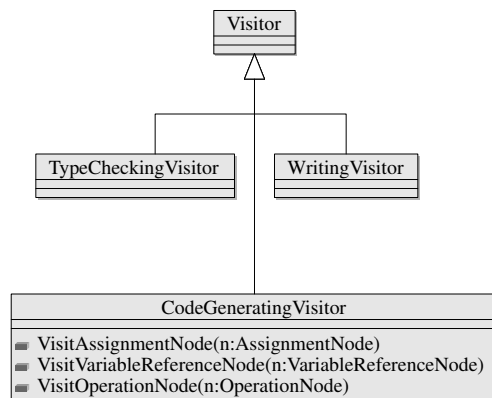 Visitor
TypeCheckingVisitor
WritingVisitor
CodeGeneratingVisitor
VisitAssignmentNode(n:AssignmentNode)
VisitVariableReferenceNode(n:VariableReferenceNode)
VisitOperationNode(n:OperationNode)